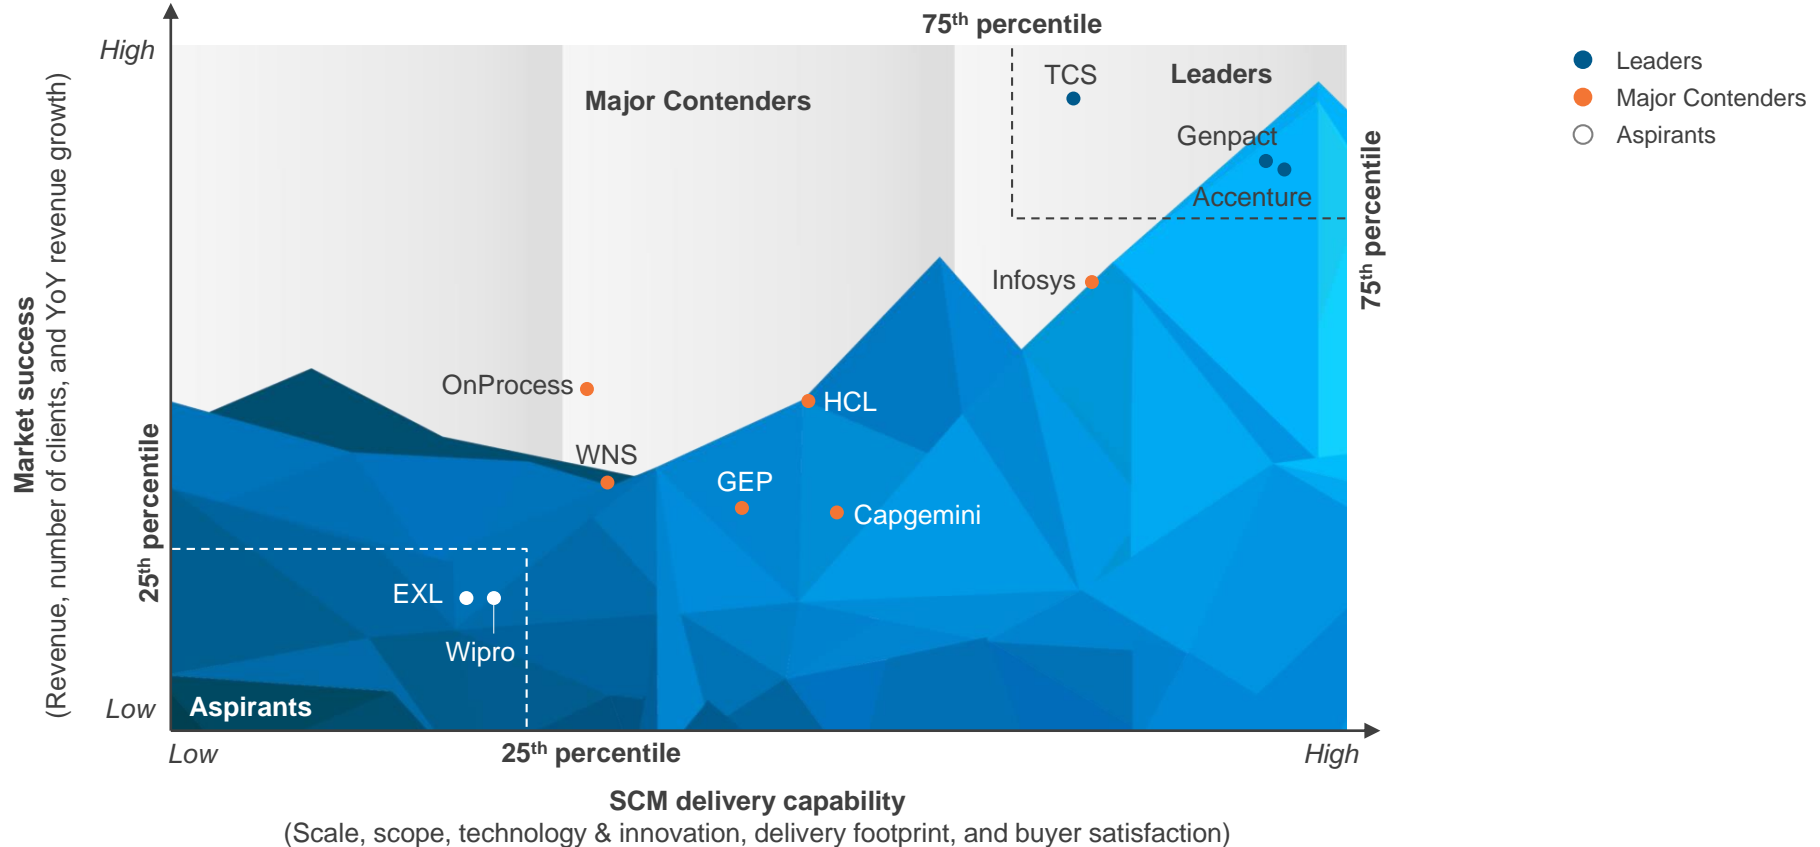 75th percentile
High
TCS
Leaders
Major Contenders
Genpact
Accenture
75th percentile
Infosys
OnProcess
HCL
WNS
GEP
Capgemini
25th percentile
EXL
Wipro
Low
Aspirants
Low
25th percentile
High
Market success
(Revenue, number of clients, and YoY revenue growth)
SCM delivery capability
(Scale, scope, technology & innovation, delivery footprint, and buyer satisfaction)
Leaders
Major Contenders
Aspirants